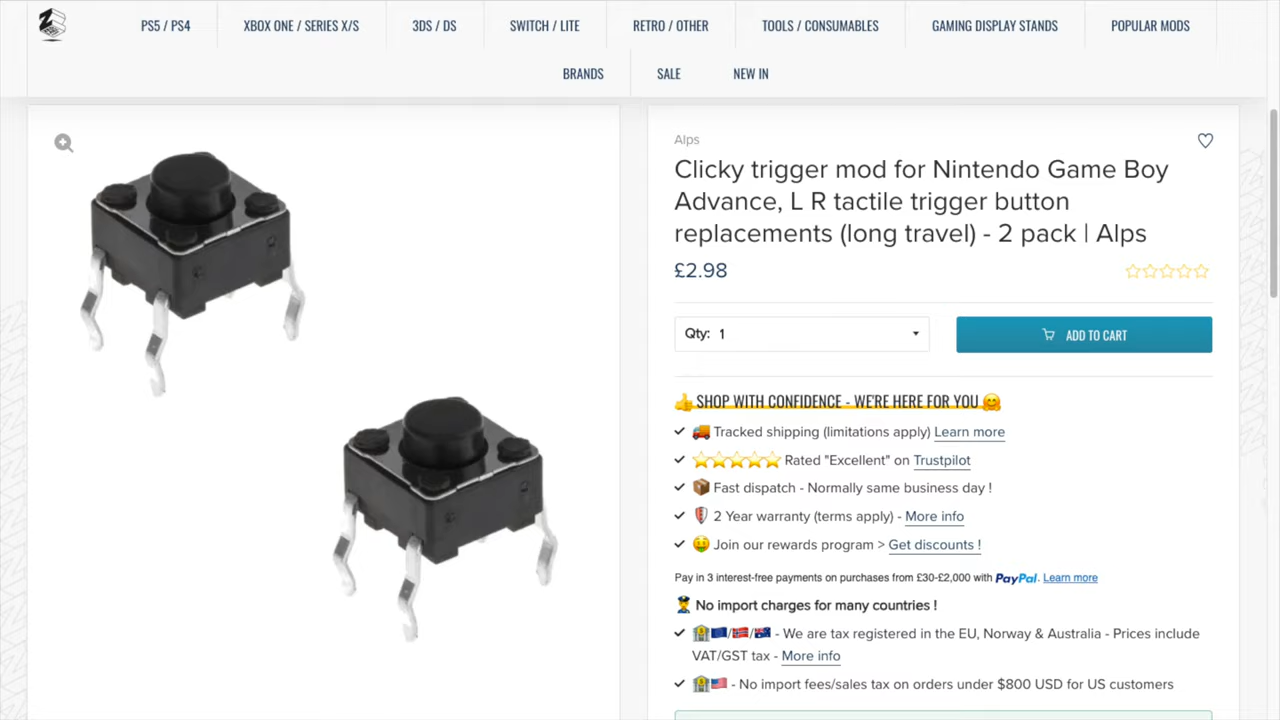 PS5 / PS4
XBOX ONE / SERIES X/S
3DS / DS
SWITCH / LITE
RETRO / OTHER
TOOLS / CONSUMABLES
GAMING DISPLAY STANDS
POPULAR MODS
BRANDS
SALE
NEW IN
Alps
Clicky trigger mod for Nintendo Game Boy
Advance, L R tactile trigger button
replacements (long travel) - 2 pack | Alps
£2.98
Qty: 1
ADD TO CART
SHOP WITH CONFIDENCE - WE'RE HERE FOR YOU
Tracked shipping (limitations apply) Learn more
Rated "Excellent" on Trustpilot
Fast dispatch - Normally same business day !
2 Year warranty (terms apply) - More info
Join our rewards program > Get discounts !
Pay in 3 interest-free payments on purchases from £30-£2,000 with PayPal. Learn more
No import charges for many countries !
/ / - We are tax registered in the EU, Norway & Australia - Prices include
VAT/GST tax - More info
- No import fees/sales tax on orders under $800 USD for US customers